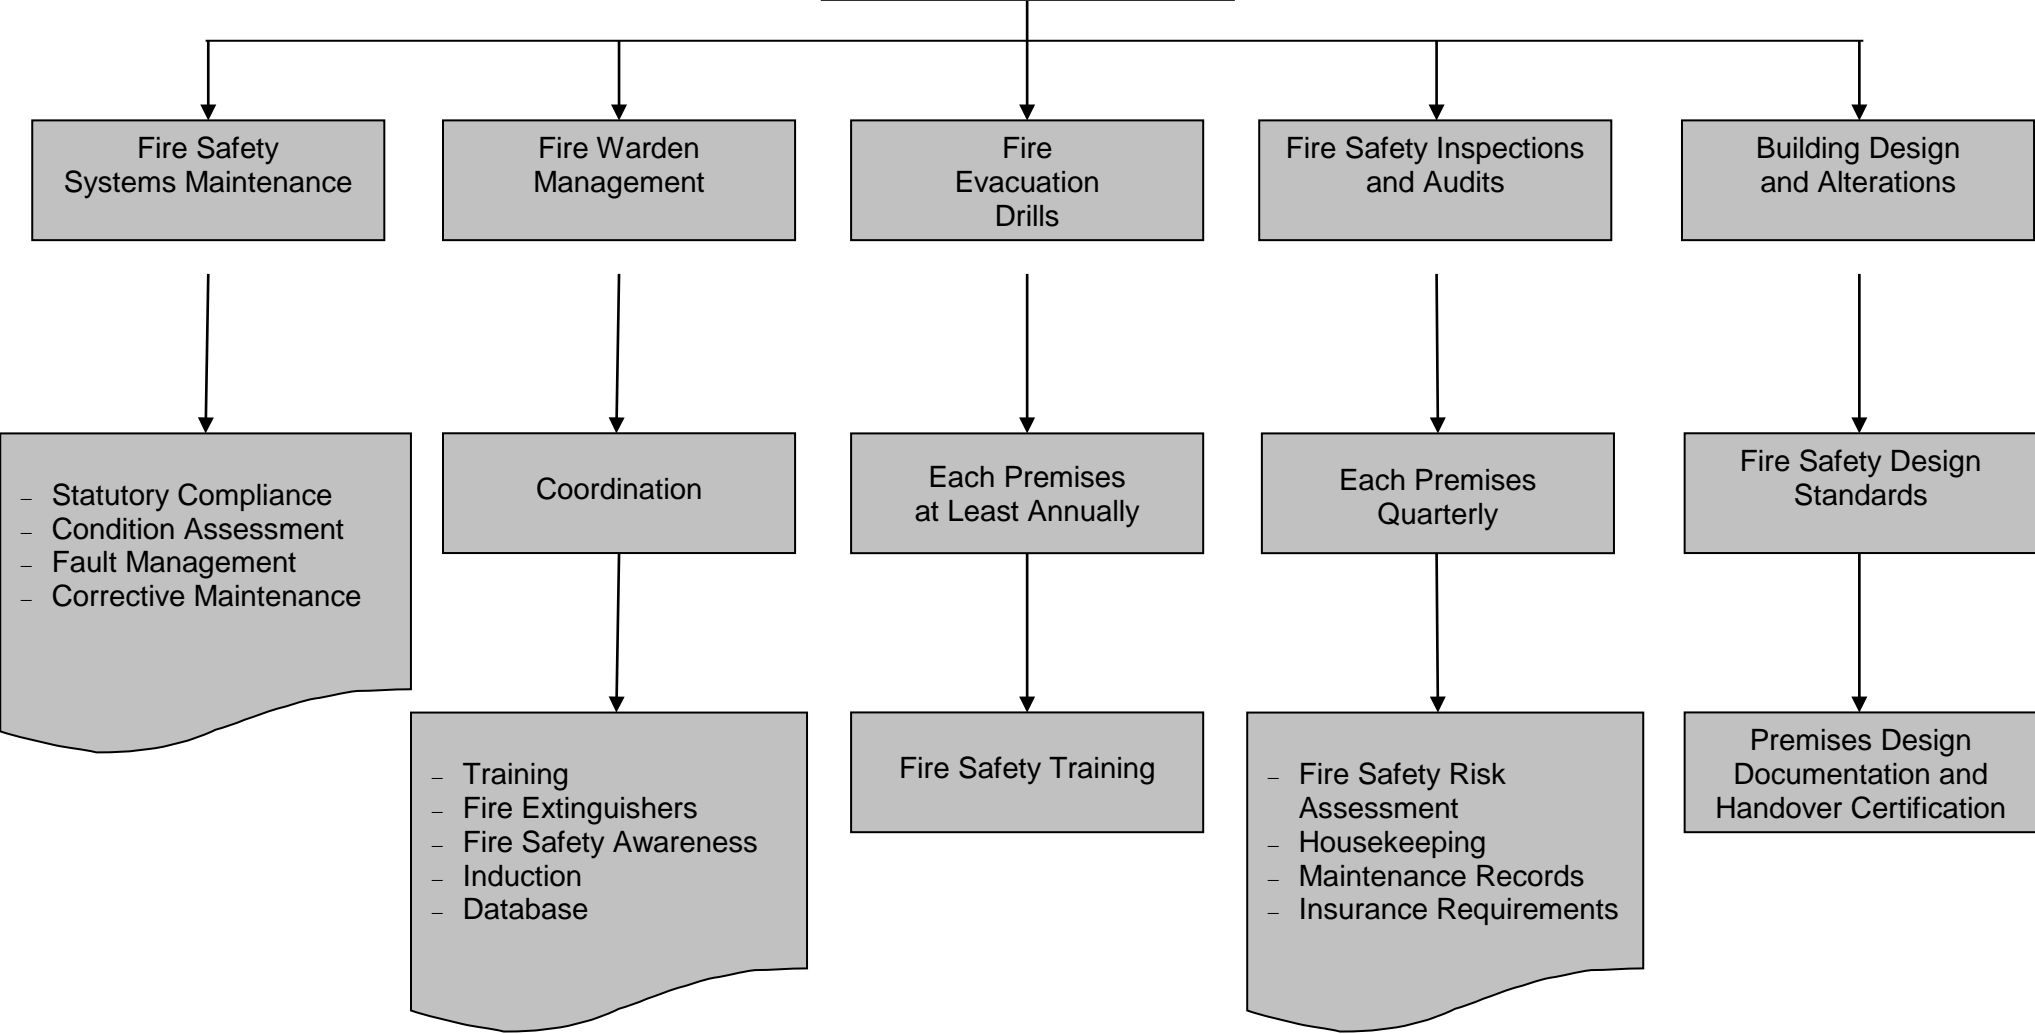 Fire Safety
Systems Maintenance
Fire Warden
Management
Fire
Evacuation
Drills
Fire Safety Inspections
and Audits
Building Design
and Alterations
– Statutory Compliance
– Condition Assessment
– Fault Management
– Corrective Maintenance
Coordination
Each Premises
at Least Annually
Each Premises
Quarterly
Fire Safety Design
Standards
– Training
– Fire Extinguishers
– Fire Safety Awareness
– Induction
– Database
Fire Safety Training
– Fire Safety Risk
Assessment
– Housekeeping
– Maintenance Records
– Insurance Requirements
Premises Design
Documentation and
Handover Certification